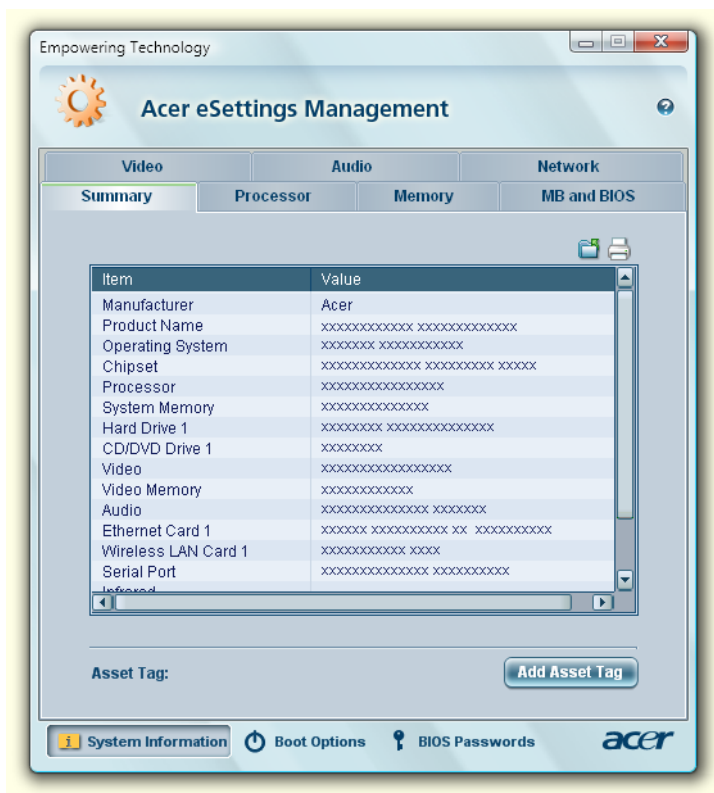 Empowering Technology
Acer eSettings Management
Video Audio Network
Summary Processor Memory MB and BIOS
Item Value
Manufacturer Acer
Product Name xxxxxxxxxxxx xxxxxxxxxxxxx
Operating System xxxxxxx xxxxxxxxxxx
Chipset xxxxxxxxxxxxx xxxxxxxxx xxxxx
Processor xxxxxxxxxxxxxxxx
System Memory xxxxxxxxxxxxxx
Hard Drive 1 xxxxxxxx xxxxxxxxxxxxxx
CD/DVD Drive 1 xxxxxxxx
Video xxxxxxxxxxxxxxxxx
Video Memory xxxxxxxxxxxx
Audio xxxxxxxxxxxxxx xxxxxxx
Ethernet Card 1 xxxxxx xxxxxxxxxx xx xxxxxxxxxx
Wireless LAN Card 1 xxxxxxxxxxx xxxx
Serial Port xxxxxxxxxxxxxx xxxxxxxxxx
Infrared
Asset Tag: Add Asset Tag
System Information Boot Options BIOS Passwords acer